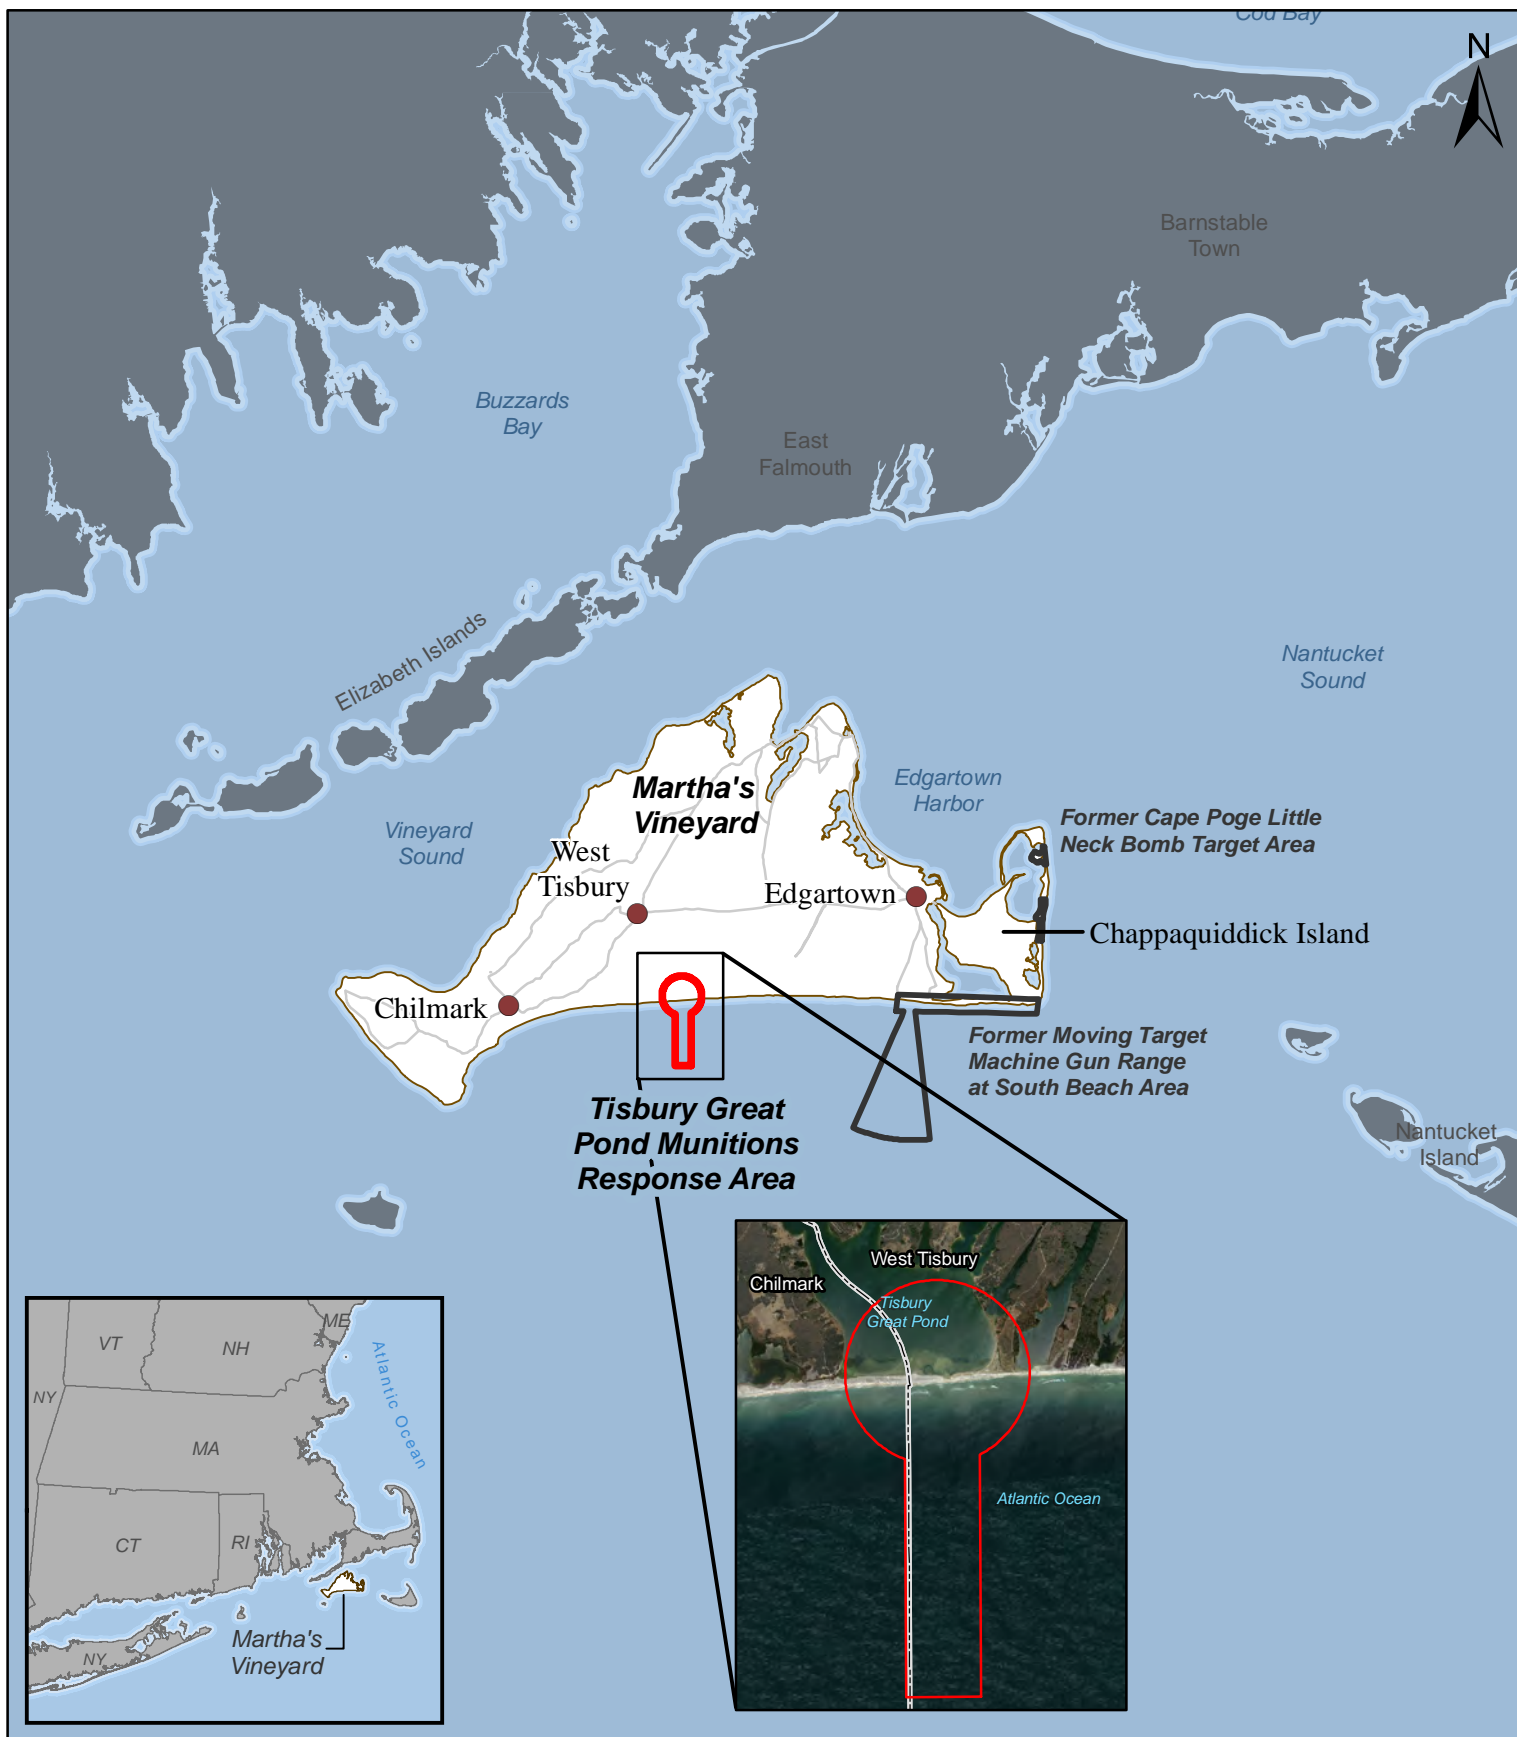 Cod Bay
N
Barnstable
Town
Buzzards
Bay
East
Falmouth
Elizabeth Islands
Nantucket
Sound
Martha's
Vineyard
Edgartown
Harbor
Former Cape Poge Little
Neck Bomb Target Area
Vineyard
Sound
West
Tisbury
Edgartown
Chappaquiddick Island
Chilmark
Former Moving Target
Machine Gun Range
at South Beach Area
Tisbury Great
Pond Munitions
Response Area
Nantucket
Island
West Tisbury
Chilmark
Tisbury
Great Pond
Atlantic Ocean
ME
VT
NH
Atlantic Ocean
NY
MA
CT
RI
Martha's
Vineyard
NY